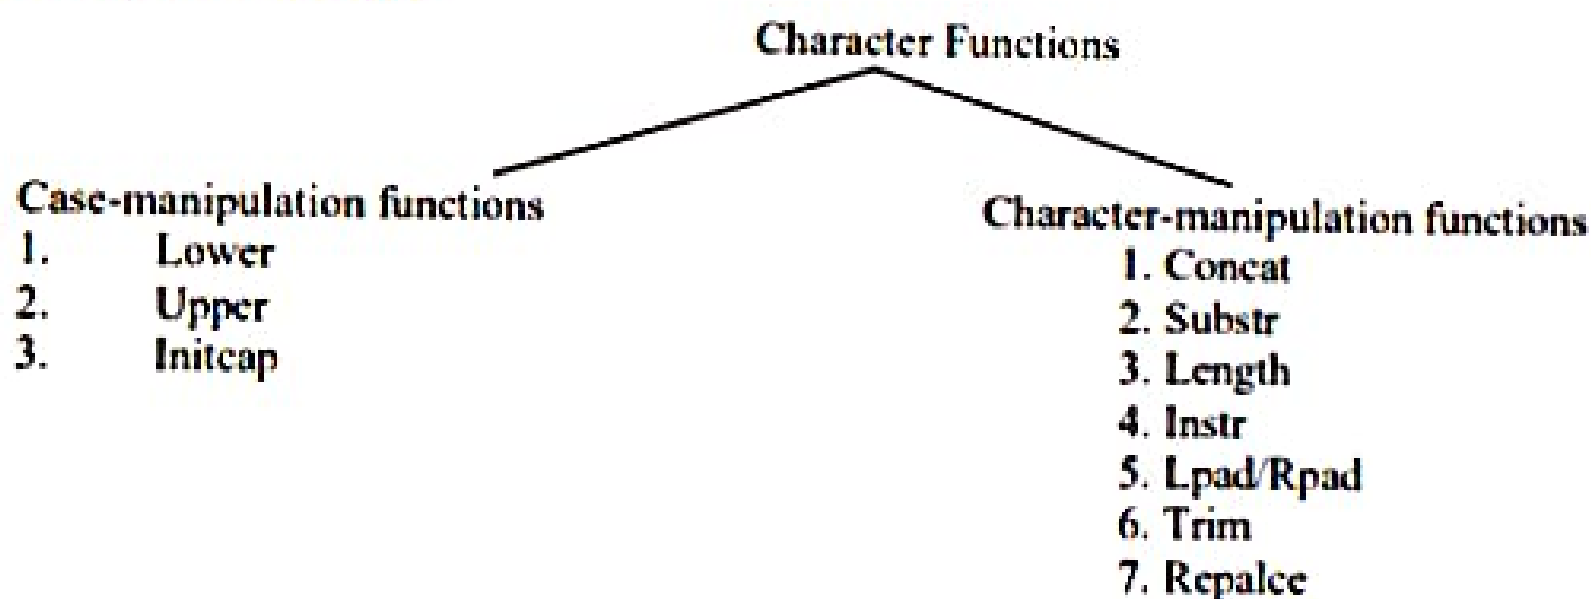 Character Functions
Case-manipulation functions
1. Lower
2. Upper
3. Initcap
Character-manipulation functions
1. Concat
2. Substr
3. Length
4. Instr
5. Lpad/Rpad
6. Trim
7. Repalce